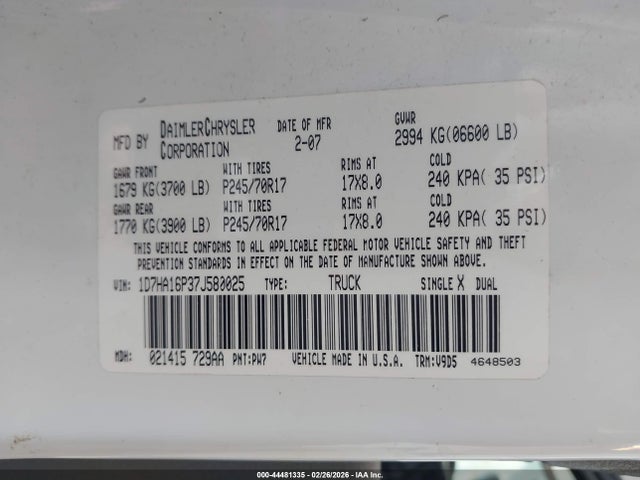 MFD BY DAIMLERCHRYSLER CORPORATION DATE OF MFR 2-07 GVWR 2994 KG(06600 LB)
GAWR FRONT WITH TIRES RIMS AT COLD
1679 KG(3700 LB) P245/70R17 17X8.0 240 KPA( 35 PSI)
GAWR REAR WITH TIRES RIMS AT COLD
1770 KG(3900 LB) P245/70R17 17X8.0 240 KPA( 35 PSI)
THIS VEHICLE CONFORMS TO ALL APPLICABLE FEDERAL MOTOR VEHICLE SAFETY AND THEFT
PREVENTION STANDARDS IN EFFECT ON THE DATE OF MANUFACTURE SHOWN ABOVE.
VIN: 1D7HA16P37J580025 TYPE: TRUCK SINGLE X DUAL
MDH: 021415 729AA PNT:PW7 VEHICLE MADE IN U.S.A. TRM:V9D5 4648503
000-44481335 - 02/26/2026 - IAA Inc.